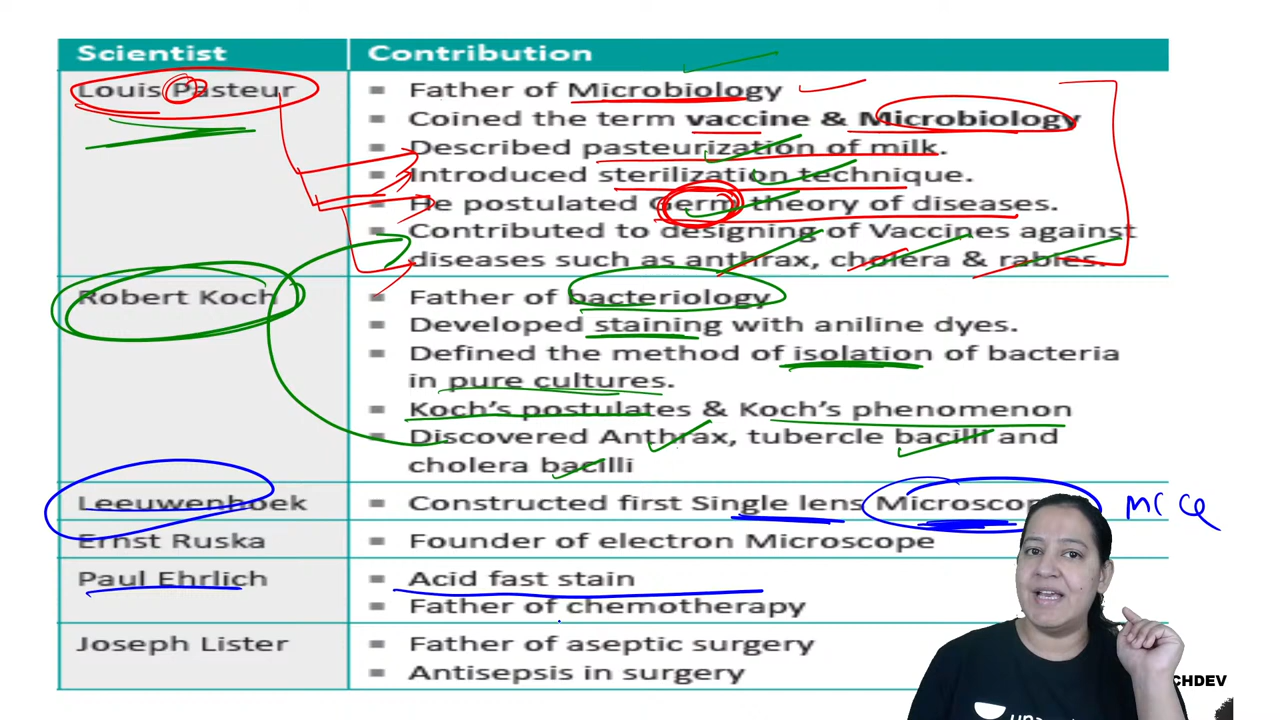 Scientist
Contribution
Louis Pasteur
▪ Father of Microbiology
▪ Coined the term vaccine & Microbiology
▪ Described pasteurization of milk.
▪ Introduced sterilization technique.
▪ He postulated Germ theory of diseases.
▪ Contributed to designing of Vaccines against
diseases such as anthrax, cholera & rabies.
Robert Koch
▪ Father of bacteriology
▪ Developed staining with aniline dyes.
▪ Defined the method of isolation of bacteria
in pure cultures.
▪ Koch's postulates & Koch's phenomenon
▪ Discovered Anthrax, tubercle bacilli and
cholera bacilli
Leeuwenhoek
▪ Constructed first Single lens Microscop
MCQ
Ernst Ruska
▪ Founder of electron Microscope
Paul Ehrlich
▪ Acid fast stain
▪ Father of chemotherapy
Joseph Lister
▪ Father of aseptic surgery
▪ Antisepsis in surgery
CHDEV